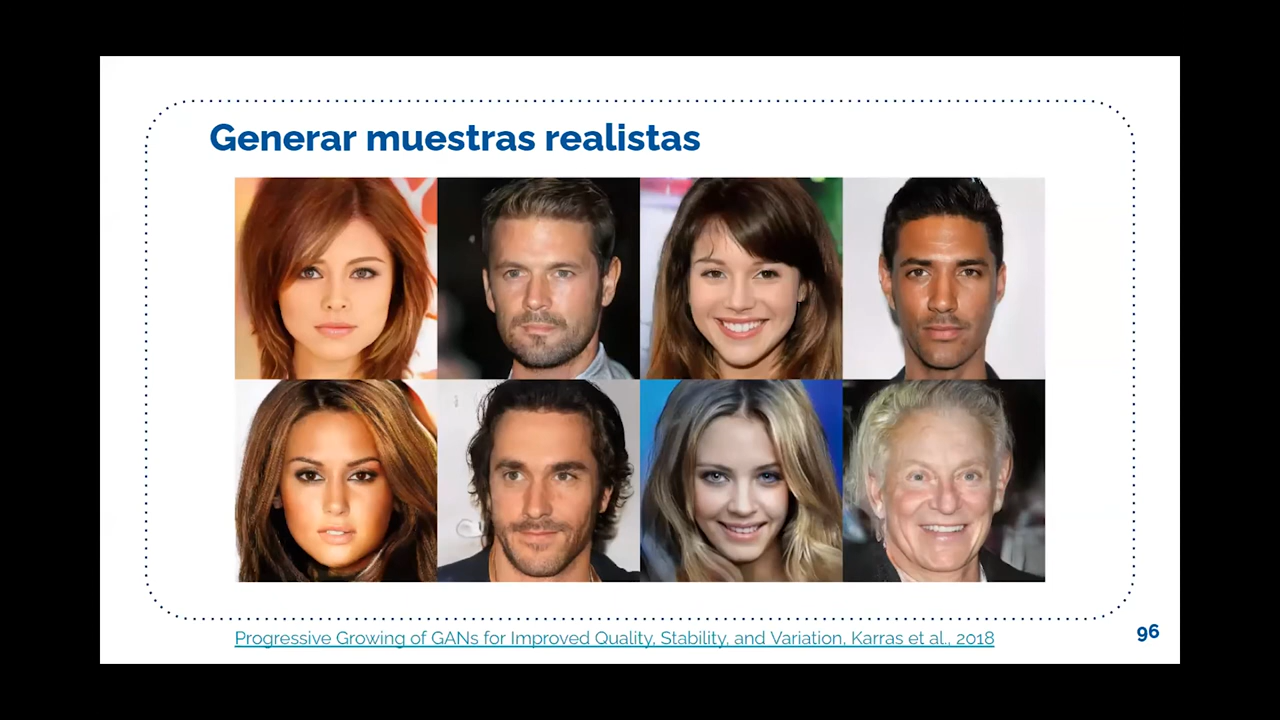 Generar muestras realistas
Progressive Growing of GANs for Improved Quality, Stability, and Variation, Karras et al., 2018
96